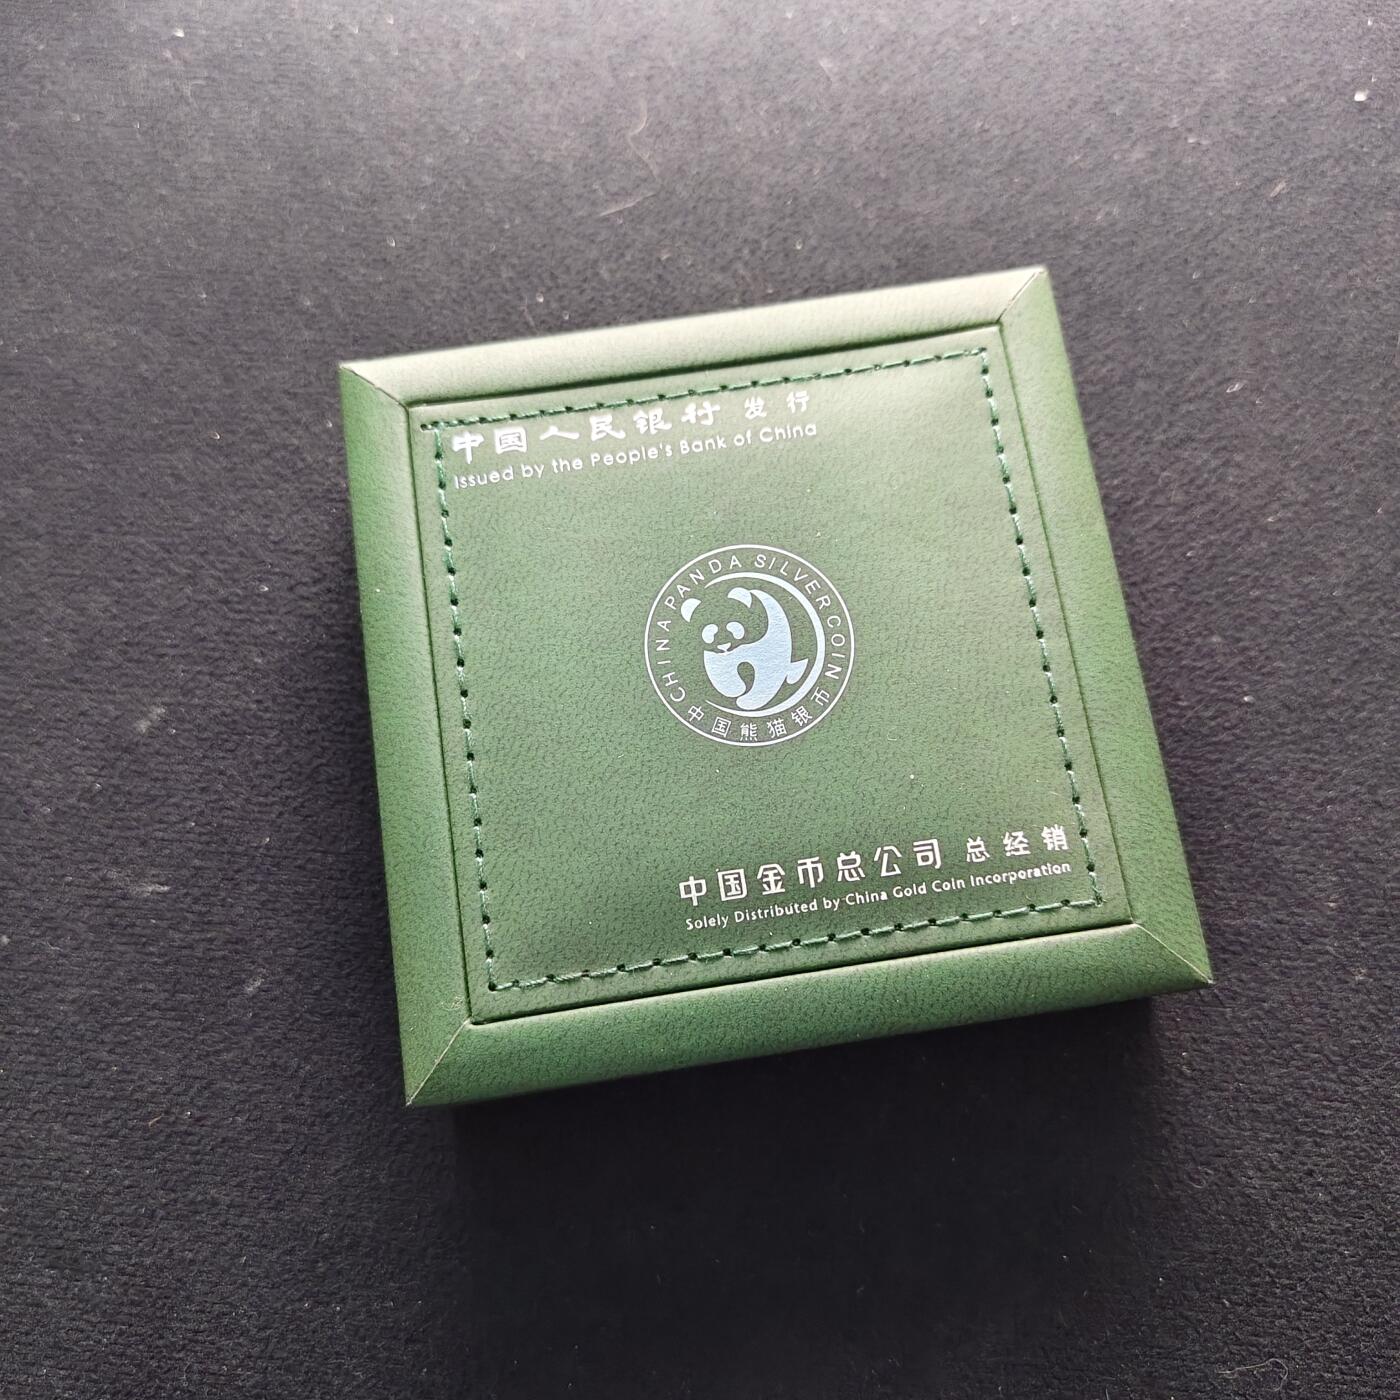 中国人民银行 发行
Issued by the People's Bank of China
CHINA PANDA SILVER COIN
中国熊猫银币
中国金币总公司 总经销
Solely Distributed by China Gold Coin Incorporation